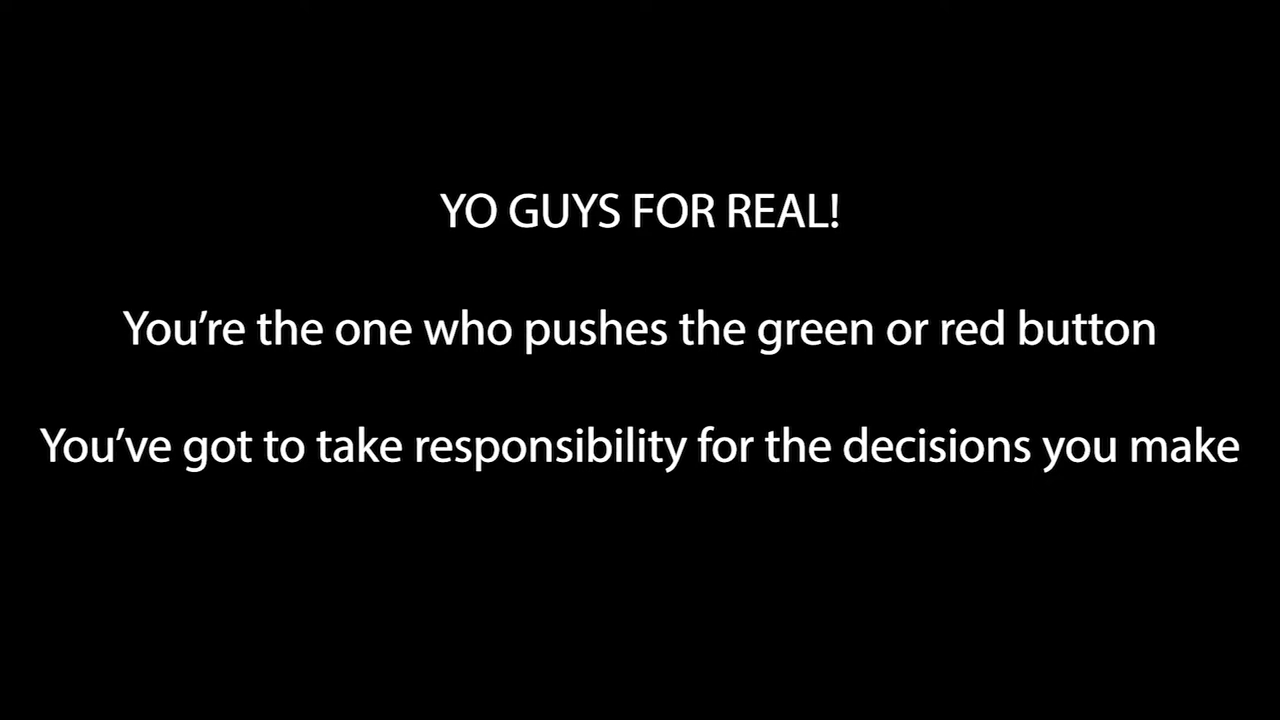 YO GUYS FOR REAL!
You’re the one who pushes the green or red button
You’ve got to take responsibility for the decisions you make